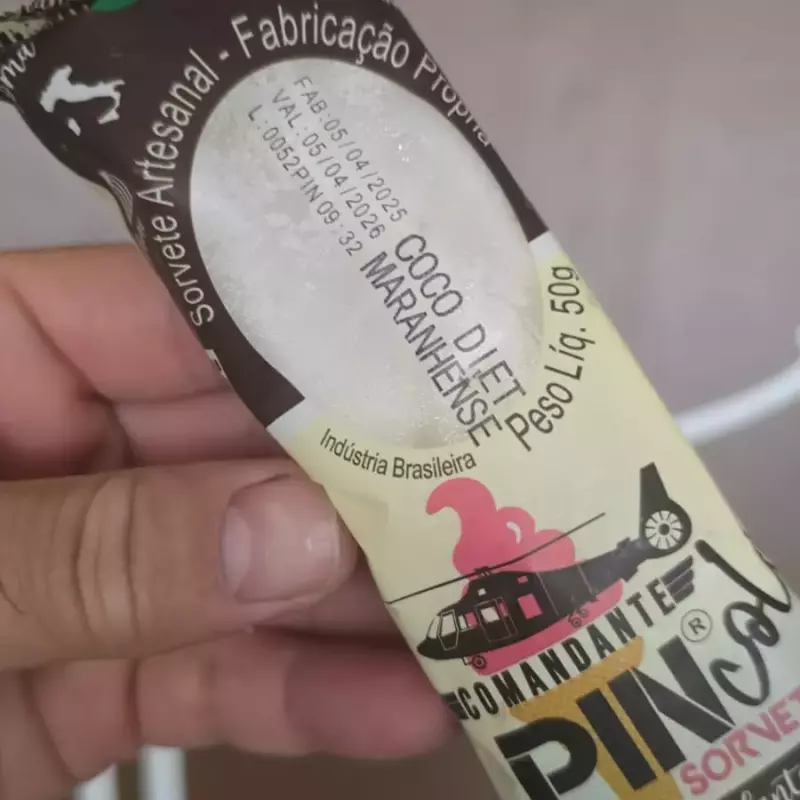 Sorvete Artesanal - Fabricação Própria
FAB:05/04/2025
VAL:05/04/2026
L:0052PIN 09:32
COCO DIET
MARANHENSE
Peso Líq. 50g
Indústria Brasileira
COMANDANTE
PIN
®
SORVET